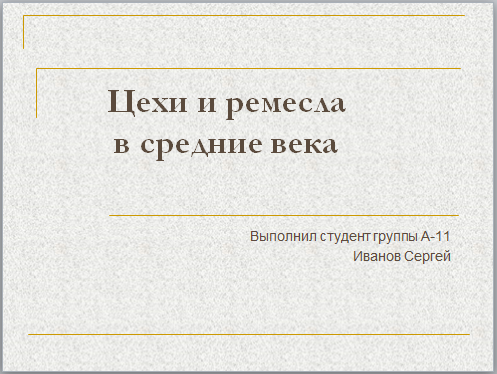 Цехи и ремесла
в средние века
Выполнил студент группы А-11
Иванов Сергей